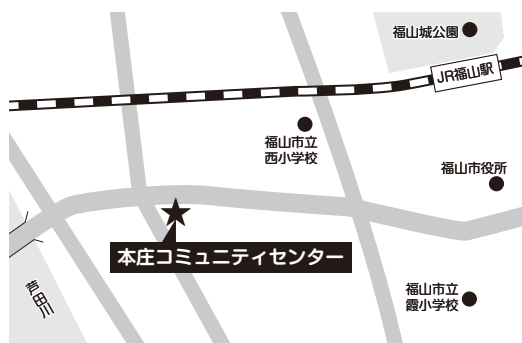 福山城公園
JR福山駅
福山市立
西小学校
福山市役所
本庄コミュニティセンター
芦田川
福山市立
霞小学校